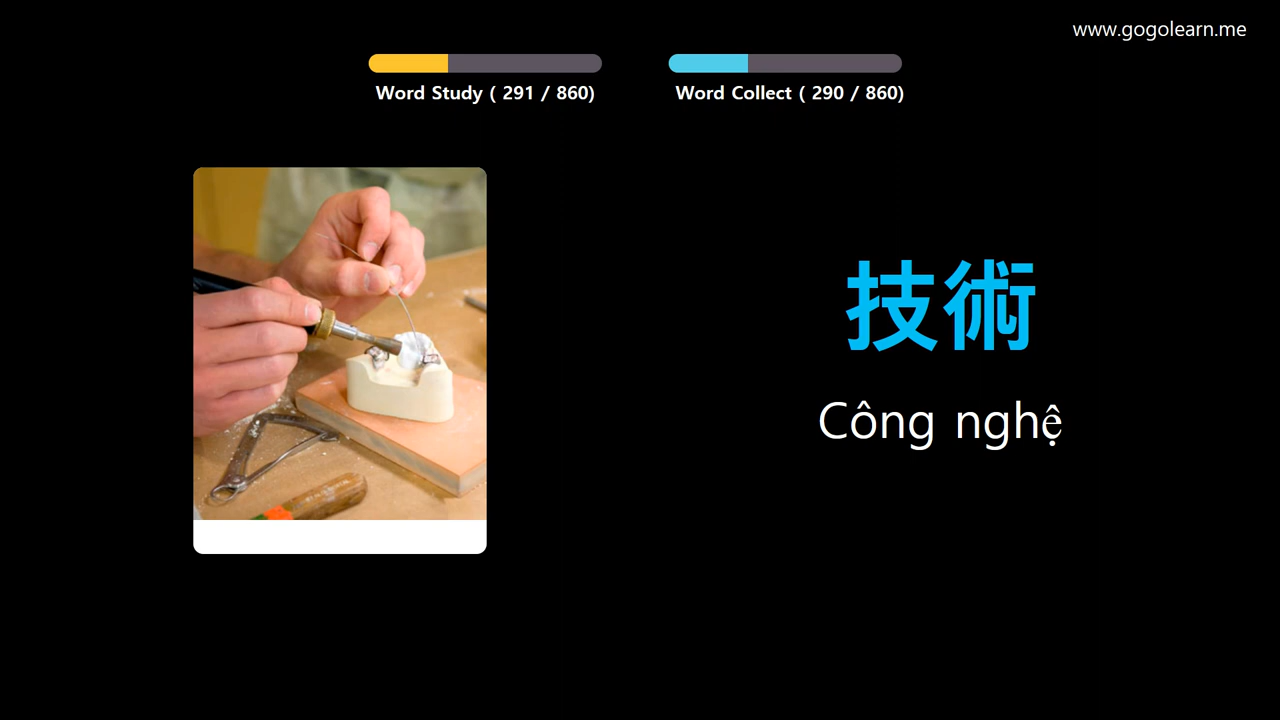 www.gogolearn.me
Word Study ( 291 / 860)
Word Collect ( 290 / 860)
技術
Công nghệ